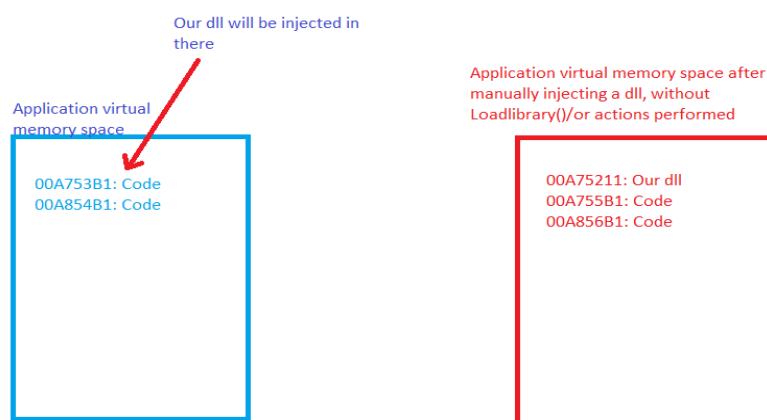 Our dll will be injected in
there
Application virtual
memory space
00A753B1: Code
00A854B1: Code
Application virtual memory space after
manually injecting a dll, without
Loadlibrary()/or actions performed
00A75211: Our dll
00A755B1: Code
00A856B1: Code